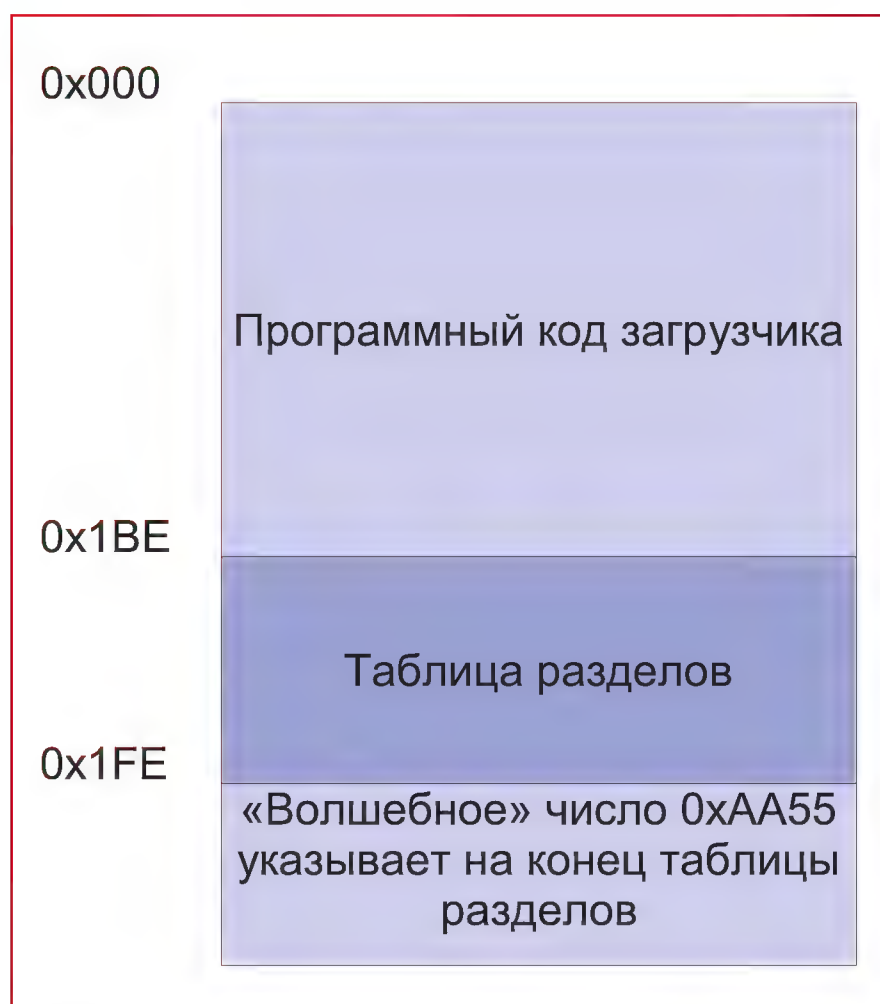 0x000
Программный код загрузчика
0x1BE
Таблица разделов
0x1FE
«Волшебное» число 0xAA55
указывает на конец таблицы
разделов